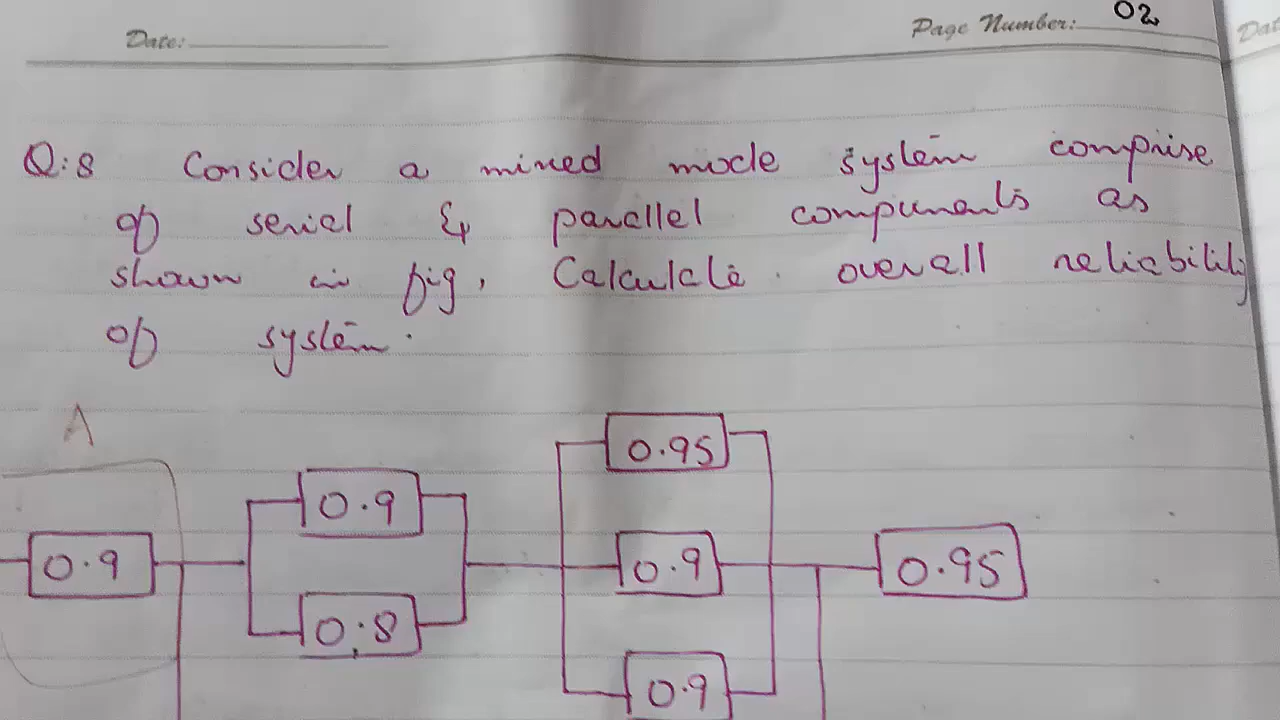 Date:
Page Number: 02
Dat
Q:8 Consider a mixed mode system comprise
of serial & parallel components as
shown in fig, Calculate overall reliability
of system.
A
0.95
0.9
0.9
0.9
0.95
0.8
0.9